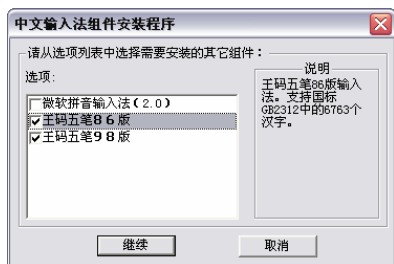 中文输入法组件安装程序
请从选项列表中选择需要安装的其它组件：
选项:
微软拼音输入法(2.0)
王码五笔86版
王码五笔98版
说明
王码五笔86版输入
法。支持国标
GB2312中的6763个
汉字。
继续
取消